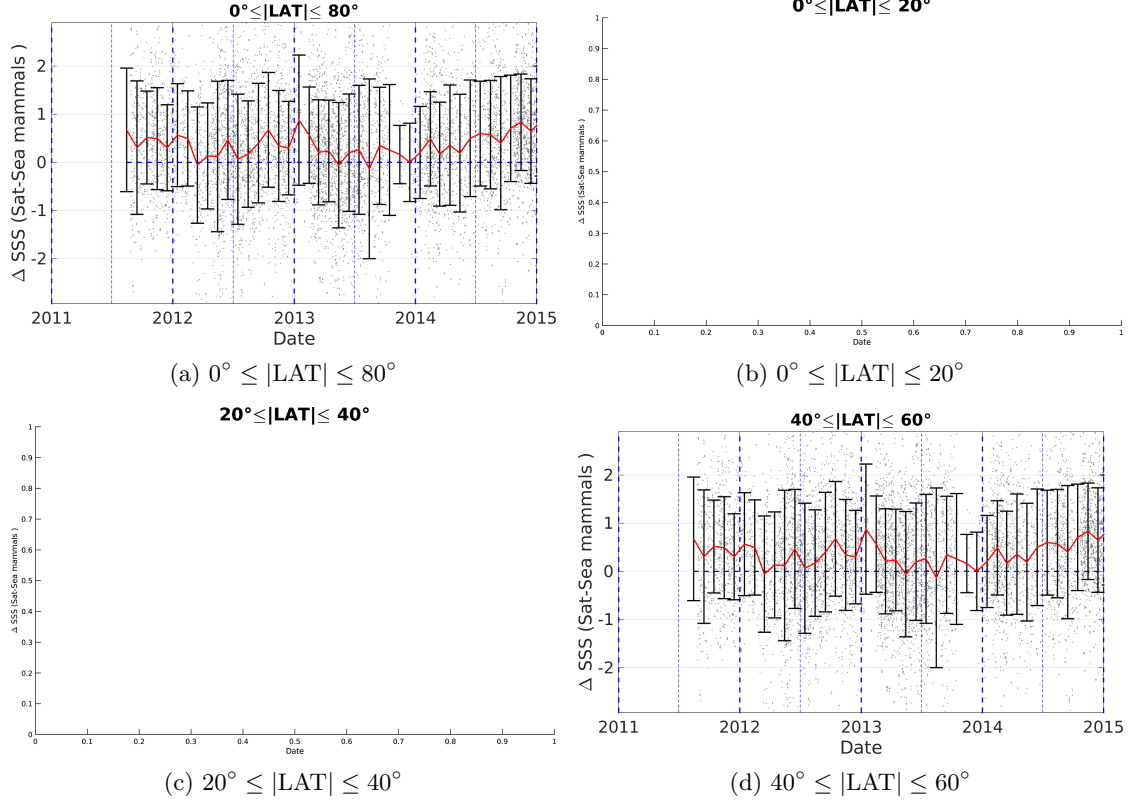 0°≤|LAT|≤ 80°
Δ SSS (Sat-Sea mammals )
2
1
0
-1
-2
2011 2012 2013 2014 2015
Date
(a) 0° ≤ |LAT| ≤ 80°
0°≤|LAT|≤ 20°
Δ SSS (Sat-Sea mammals )
1
0.9
0.8
0.7
0.6
0.5
0.4
0.3
0.2
0.1
0
0 0.1 0.2 0.3 0.4 0.5 0.6 0.7 0.8 0.9 1
Date
(b) 0° ≤ |LAT| ≤ 20°
20°≤|LAT|≤ 40°
Δ SSS (Sat-Sea mammals )
1
0.9
0.8
0.7
0.6
0.5
0.4
0.3
0.2
0.1
0
0 0.1 0.2 0.3 0.4 0.5 0.6 0.7 0.8 0.9 1
Date
(c) 20° ≤ |LAT| ≤ 40°
40°≤|LAT|≤ 60°
Δ SSS (Sat-Sea mammals )
2
1
0
-1
-2
2011 2012 2013 2014 2015
Date
(d) 40° ≤ |LAT| ≤ 60°